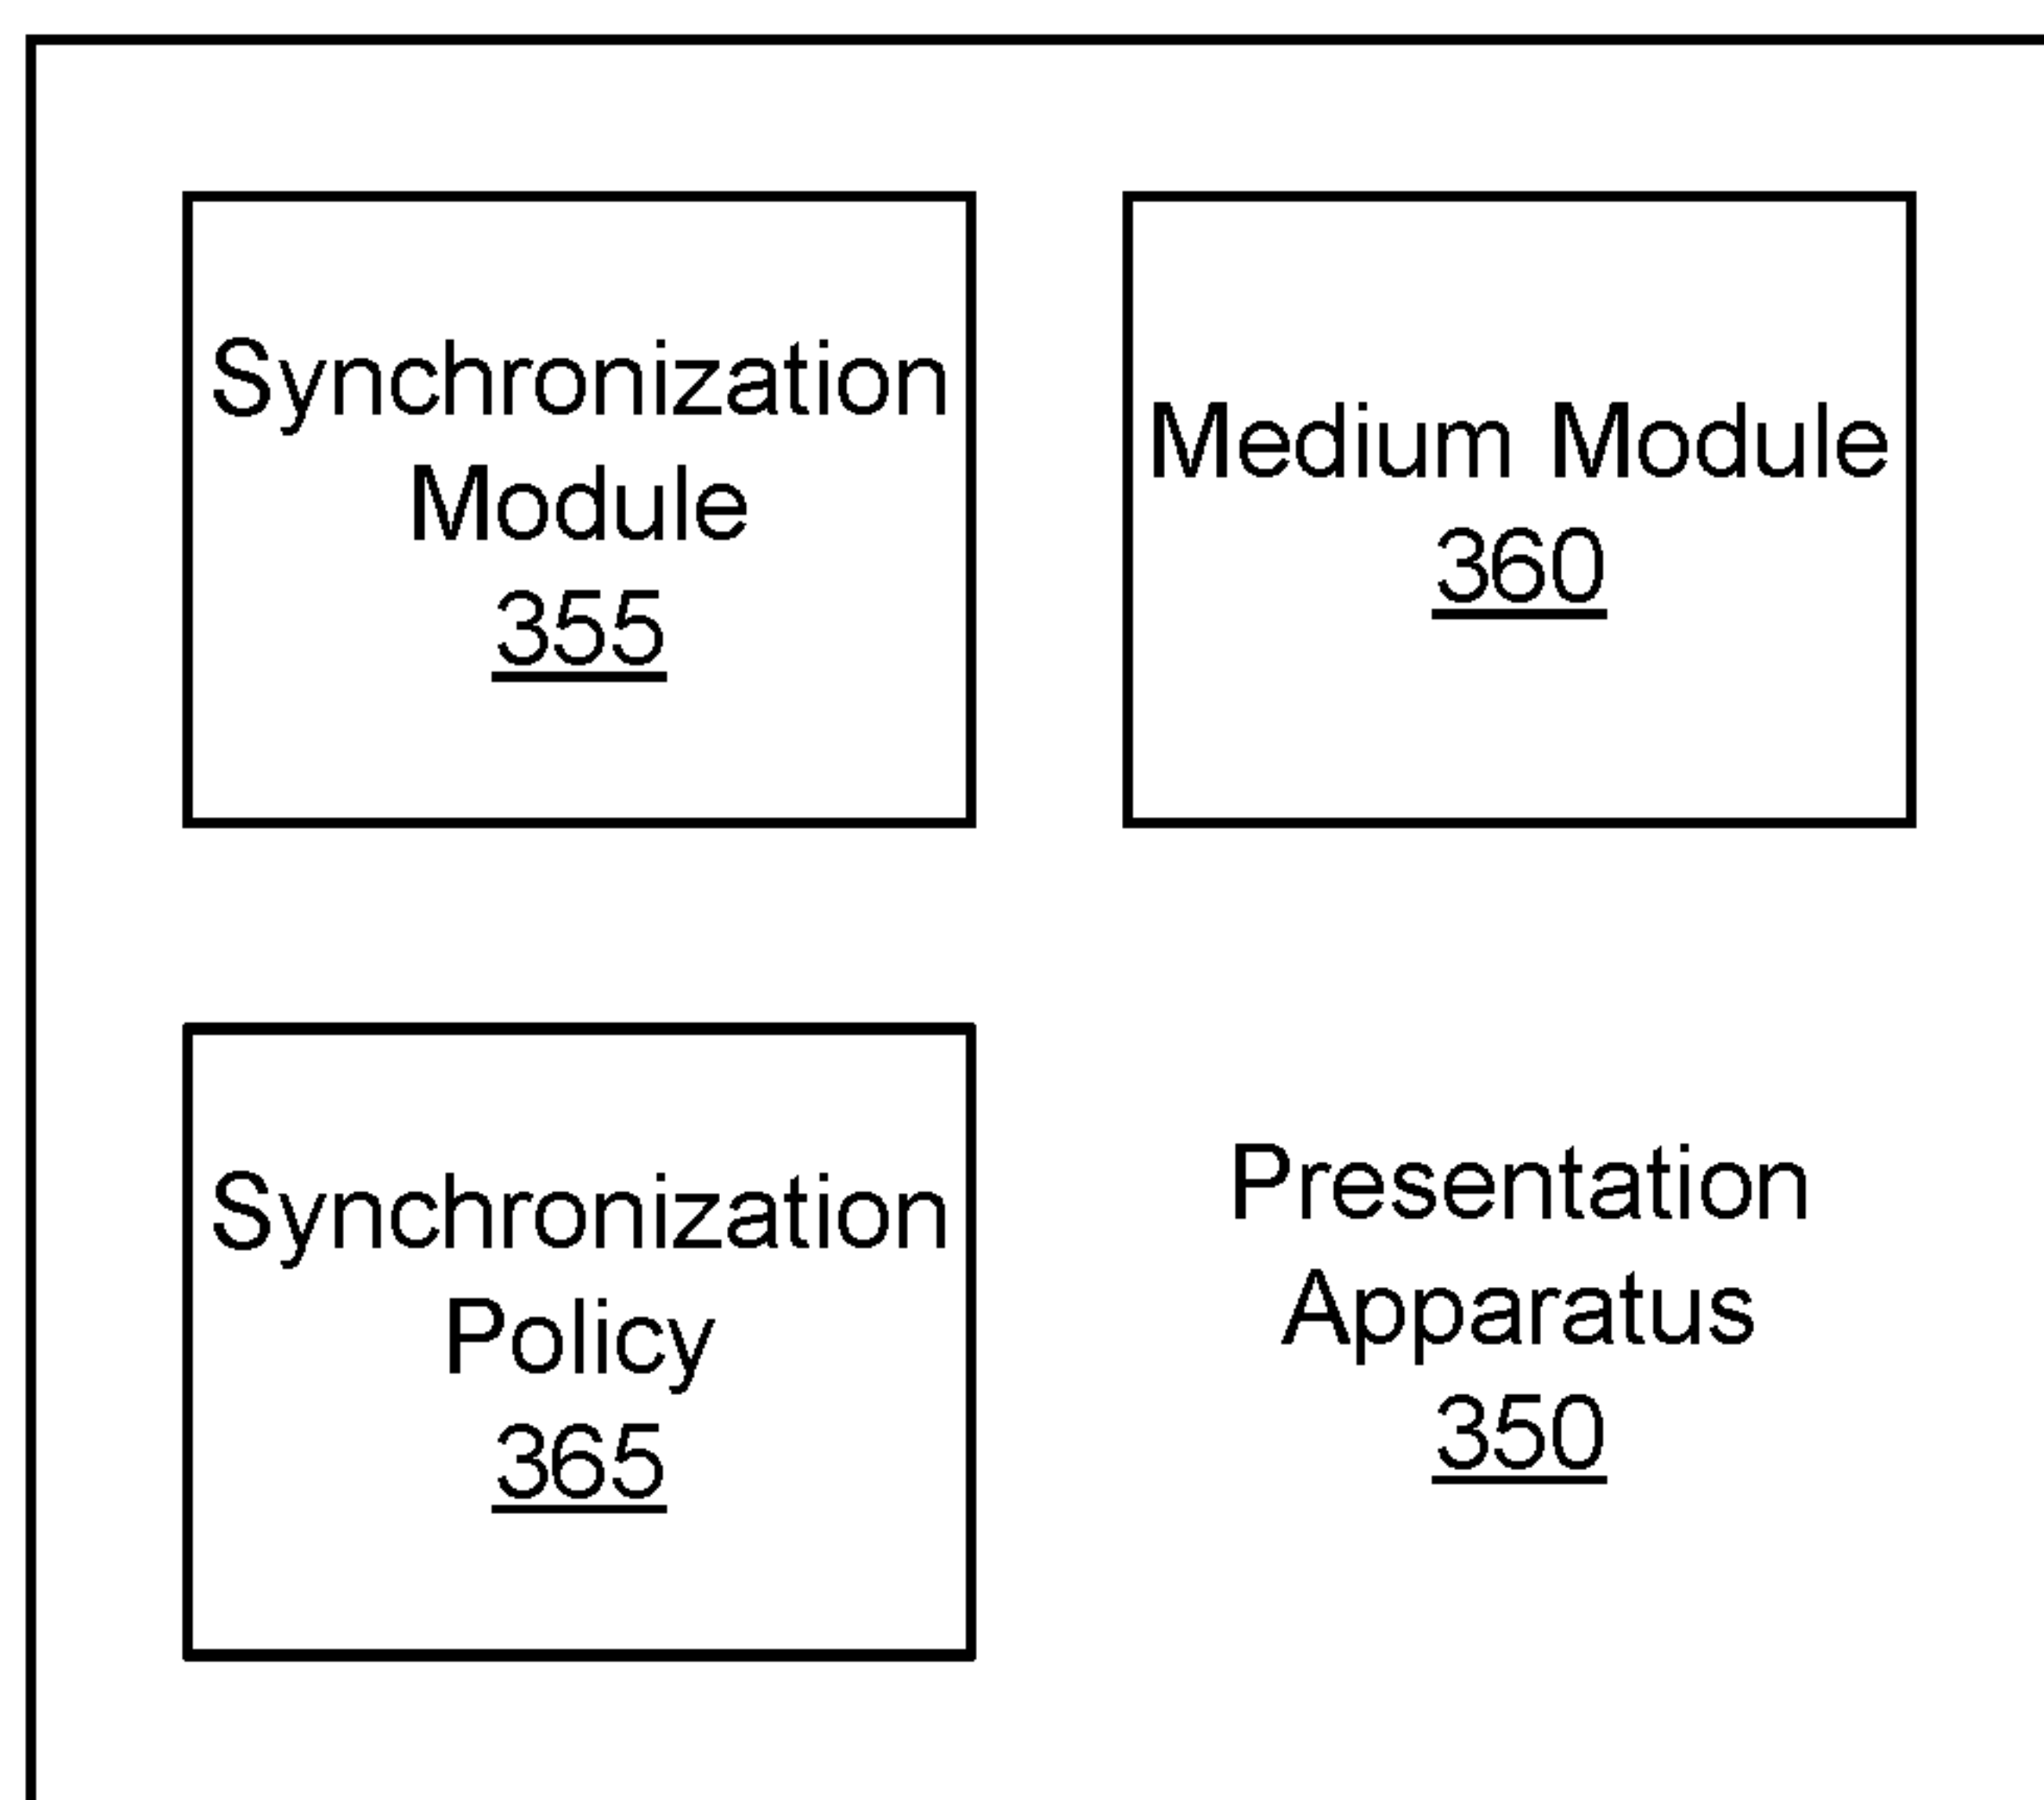 Synchronization
Module
355
Medium Module
360
Synchronization
Policy
365
Presentation
Apparatus
350